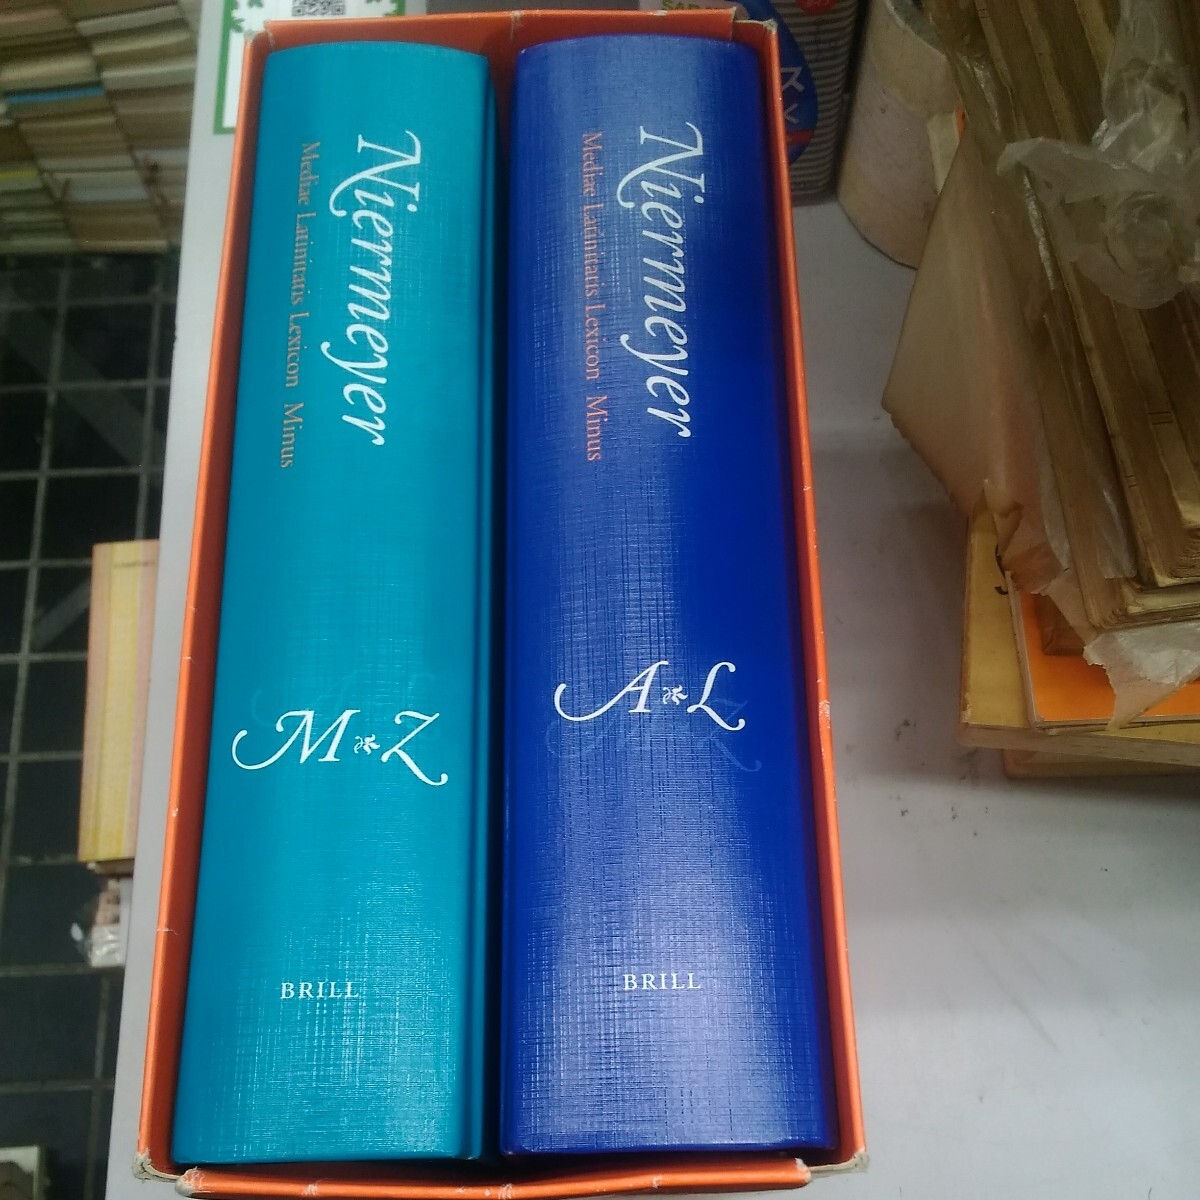 Niermeyer
Mediae Latinitatis Lexicon Minus
M Z
BRILL
Niermeyer
Mediae Latinitatis Lexicon Minus
A L
BRILL